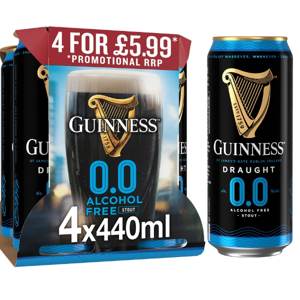 4 FOR £5.99*
*PROMOTIONAL RRP
GUINNESS
0.0
ALCOHOL
FREE STOUT
4x440ml
GUINNESS
DRAUGHT
0.0
ALCOHOL FREE
STOUT